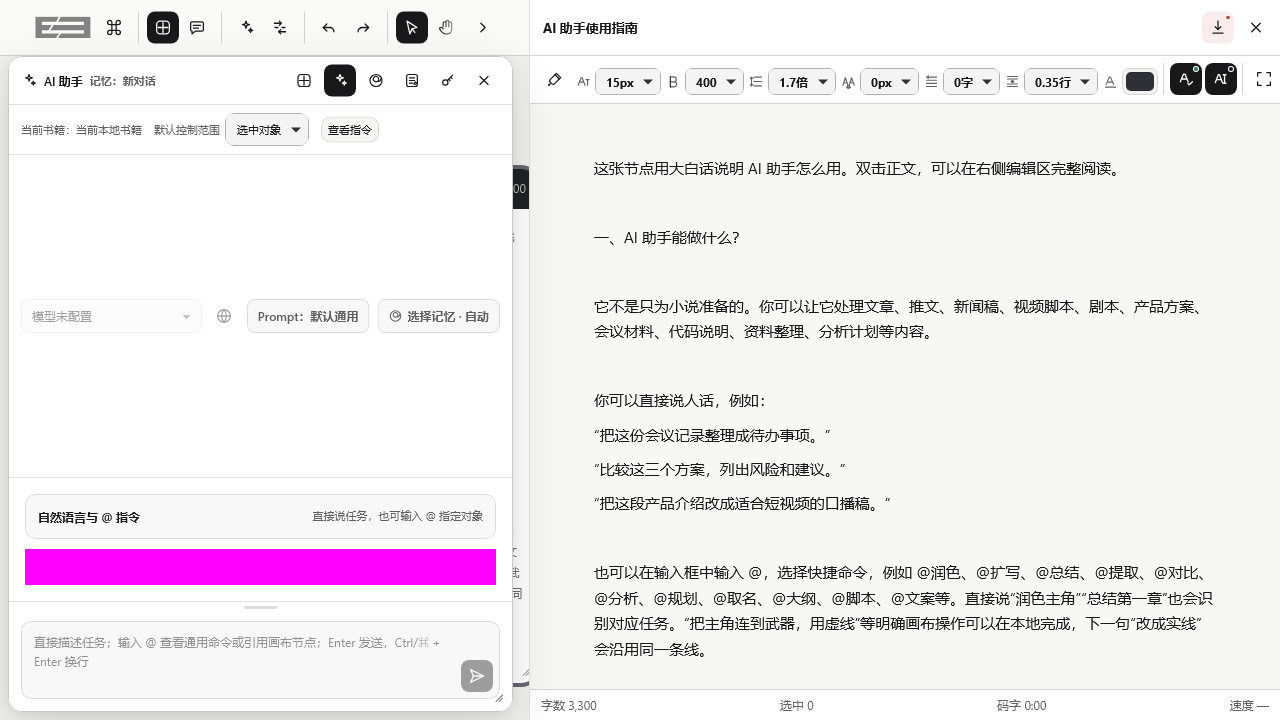 AI 助手 记忆：新对话
当前书籍：当前本地书籍 默认控制范围 选中对象 查看指令
模型未配置 Prompt：默认通用 选择记忆 · 自动
自然语言与 @ 指令 直接说任务，也可输入 @ 指定对象
直接描述任务；输入 @ 查看通用命令或引用画布节点；Enter 发送，Ctrl/⌘ +
Enter 换行
00
同
AI 助手使用指南
15px B 400 1.7倍 0px 0字 0.35行 A A AI
这张节点用大白话说明 AI 助手怎么用。双击正文，可以在右侧编辑区完整阅读。
一、AI 助手能做什么？
它不是只为小说准备的。你可以让它处理文章、推文、新闻稿、视频脚本、剧本、产品方案、
会议材料、代码说明、资料整理、分析计划等内容。
你可以直接说人话，例如：
“把这份会议记录整理成待办事项。”
“比较这三个方案，列出风险和建议。”
“把这段产品介绍改成适合短视频的口播稿。”
也可以在输入框中输入 @，选择快捷命令，例如 @润色、@扩写、@总结、@提取、@对比、
@分析、@规划、@取名、@大纲、@脚本、@文案等。直接说“润色主角”“总结第一章”也会识
别对应任务。“把主角连到武器，用虚线”等明确画布操作可以在本地完成，下一句“改成实线”
会沿用同一条线。
字数 3,300 选中 0 码字 0:00 速度 —